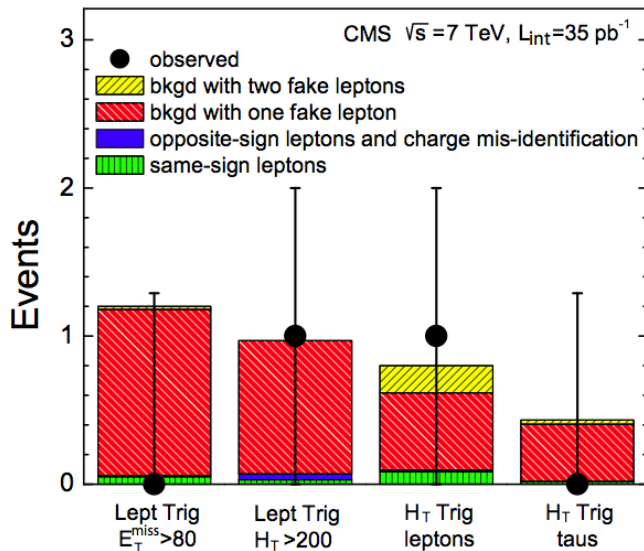 CMS √s =7 TeV, L_int=35 pb⁻¹
observed
bkgd with two fake leptons
bkgd with one fake lepton
opposite-sign leptons and charge mis-identification
same-sign leptons
3
2
1
0
Events
Lept Trig
E_T^miss>80
Lept Trig
H_T >200
H_T Trig
leptons
H_T Trig
taus